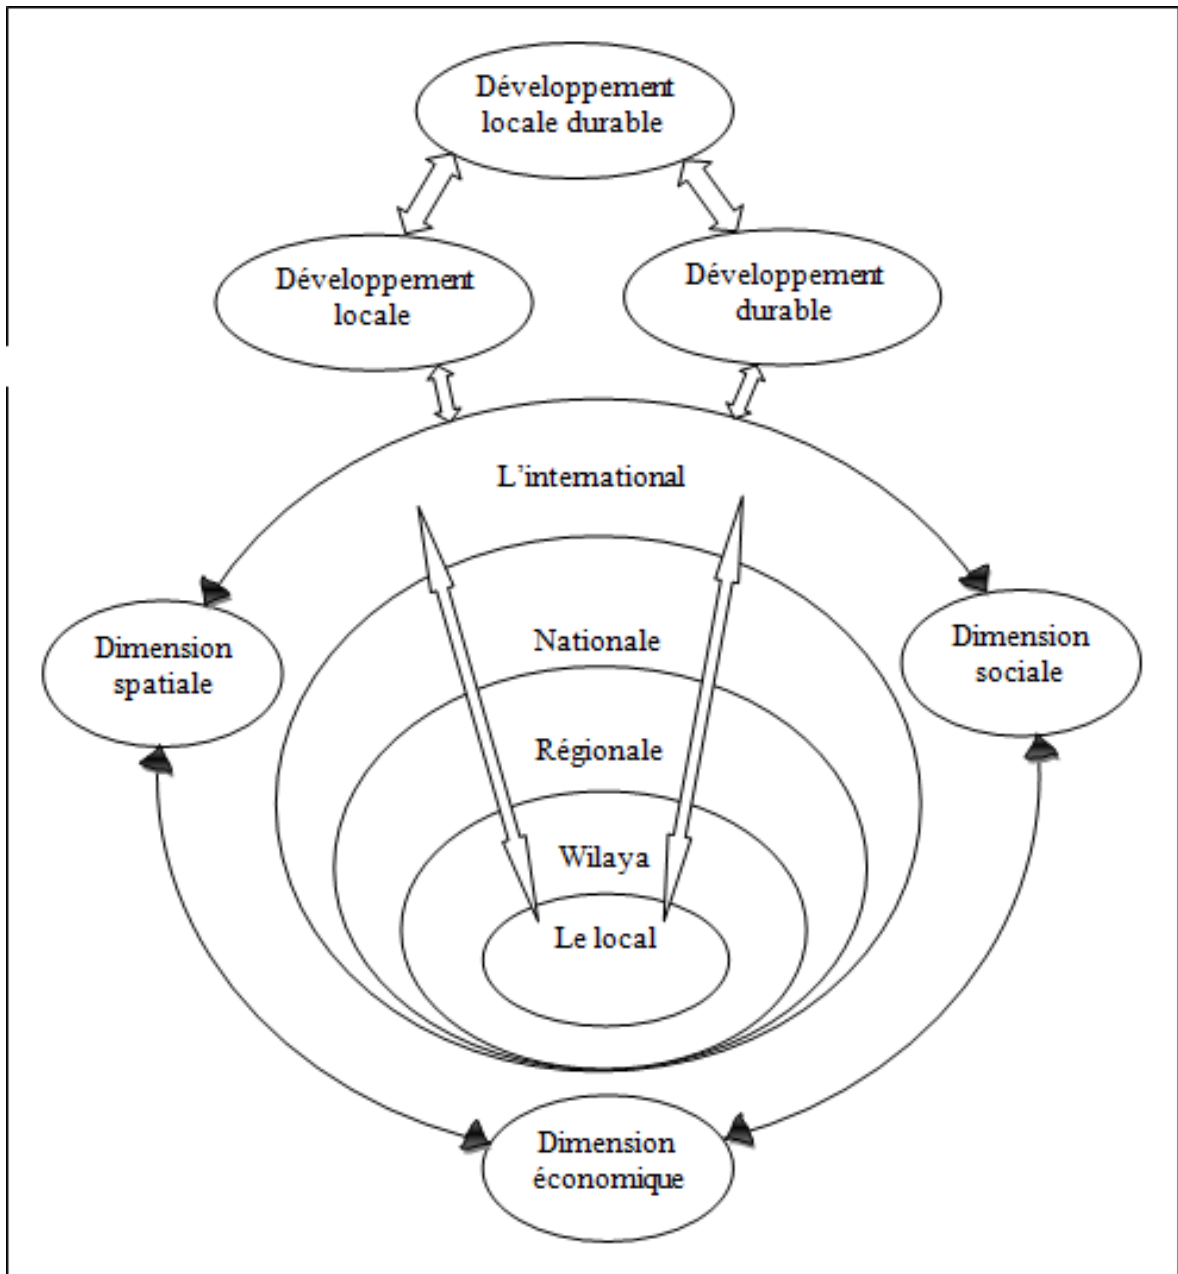 Développement
locale durable
Développement
locale
Développement
durable
L'international
Dimension
spatiale
Nationale
Dimension
sociale
Régionale
Wilaya
Le local
Dimension
économique